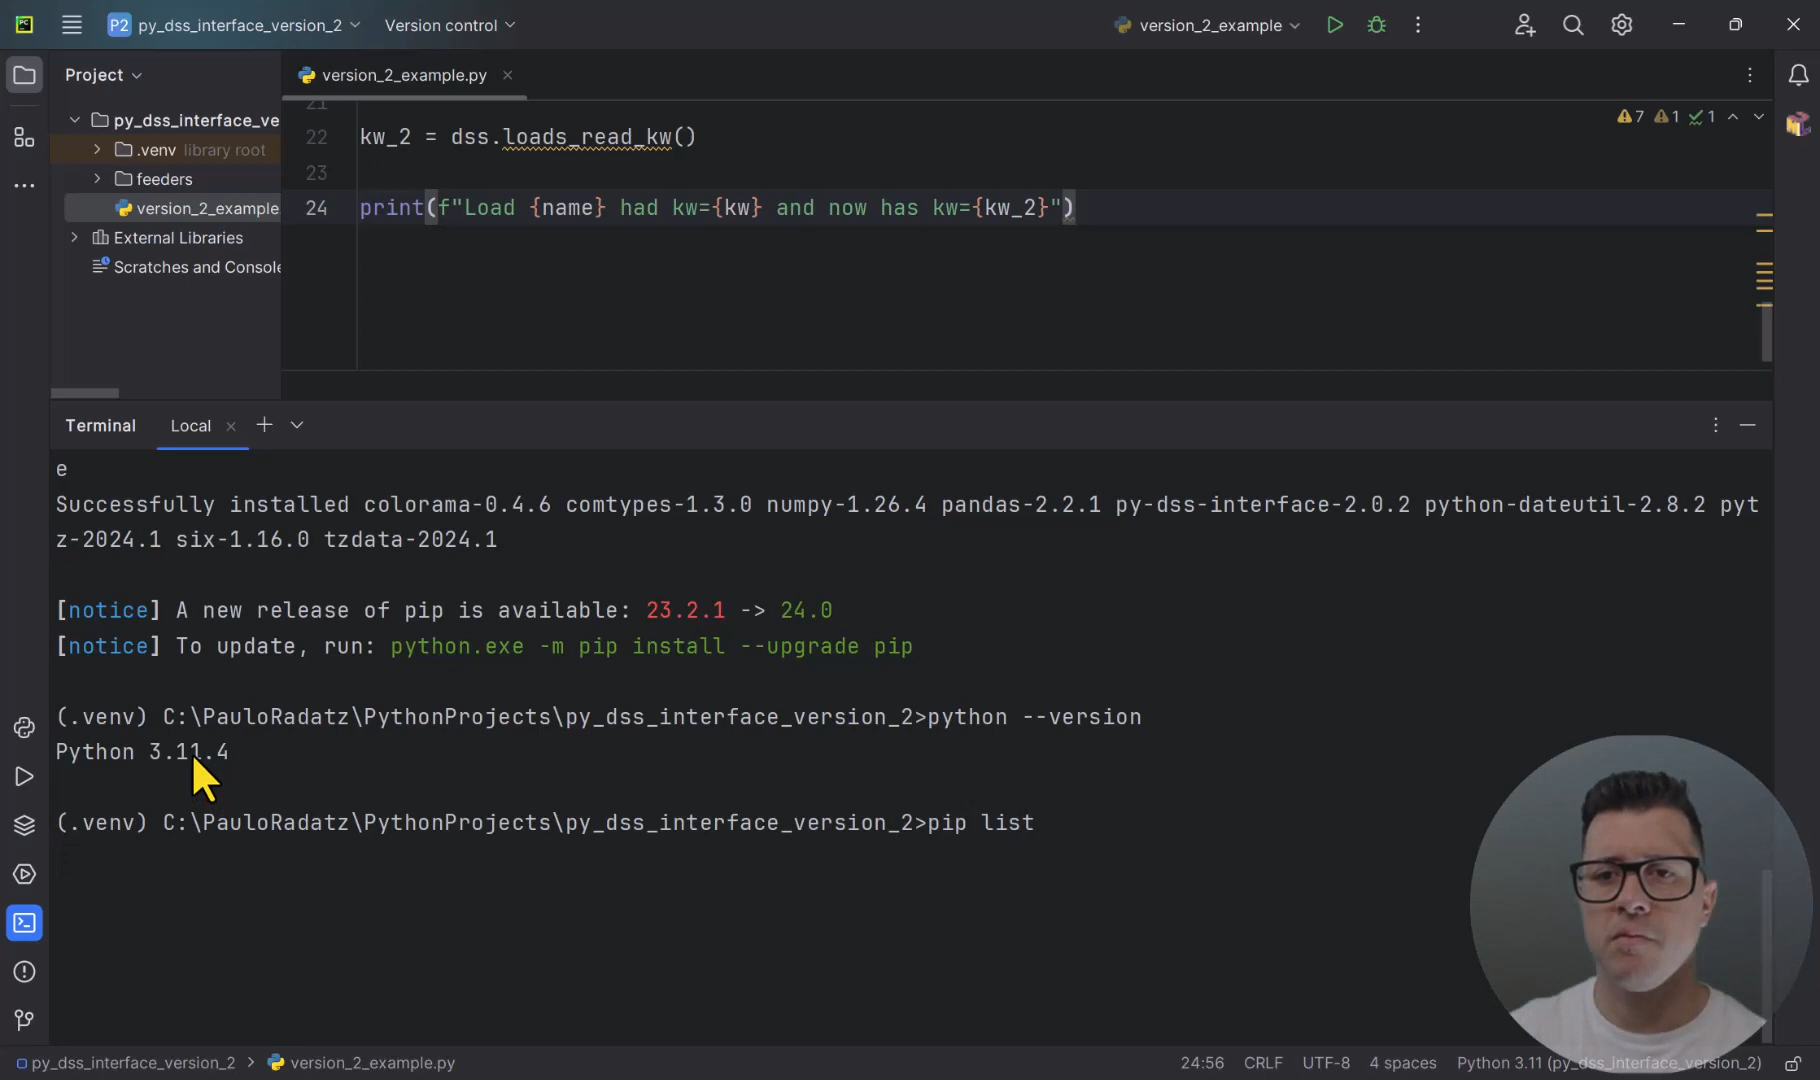 P2 py_dss_interface_version_2 Version control version_2_example
Project
version_2_example.py
py_dss_interface_ve
.venv library root
feeders
version_2_example.
External Libraries
Scratches and Console
21
7 1 1
22 kw_2 = dss.loads_read_kw()
23
24 print(f"Load {name} had kw={kw} and now has kw={kw_2}")
Terminal Local
e
Successfully installed colorama-0.4.6 comtypes-1.3.0 numpy-1.26.4 pandas-2.2.1 py-dss-interface-2.0.2 python-dateutil-2.8.2 pyt
z-2024.1 six-1.16.0 tzdata-2024.1
[notice] A new release of pip is available: 23.2.1 -> 24.0
[notice] To update, run: python.exe -m pip install --upgrade pip
(.venv) C:\PauloRadatz\PythonProjects\py_dss_interface_version_2>python --version
Python 3.11.4
(.venv) C:\PauloRadatz\PythonProjects\py_dss_interface_version_2>pip list
py_dss_interface_version_2 > version_2_example.py 24:56 CRLF UTF-8 4 spaces Python 3.11 (py_dss_interface_version_2)